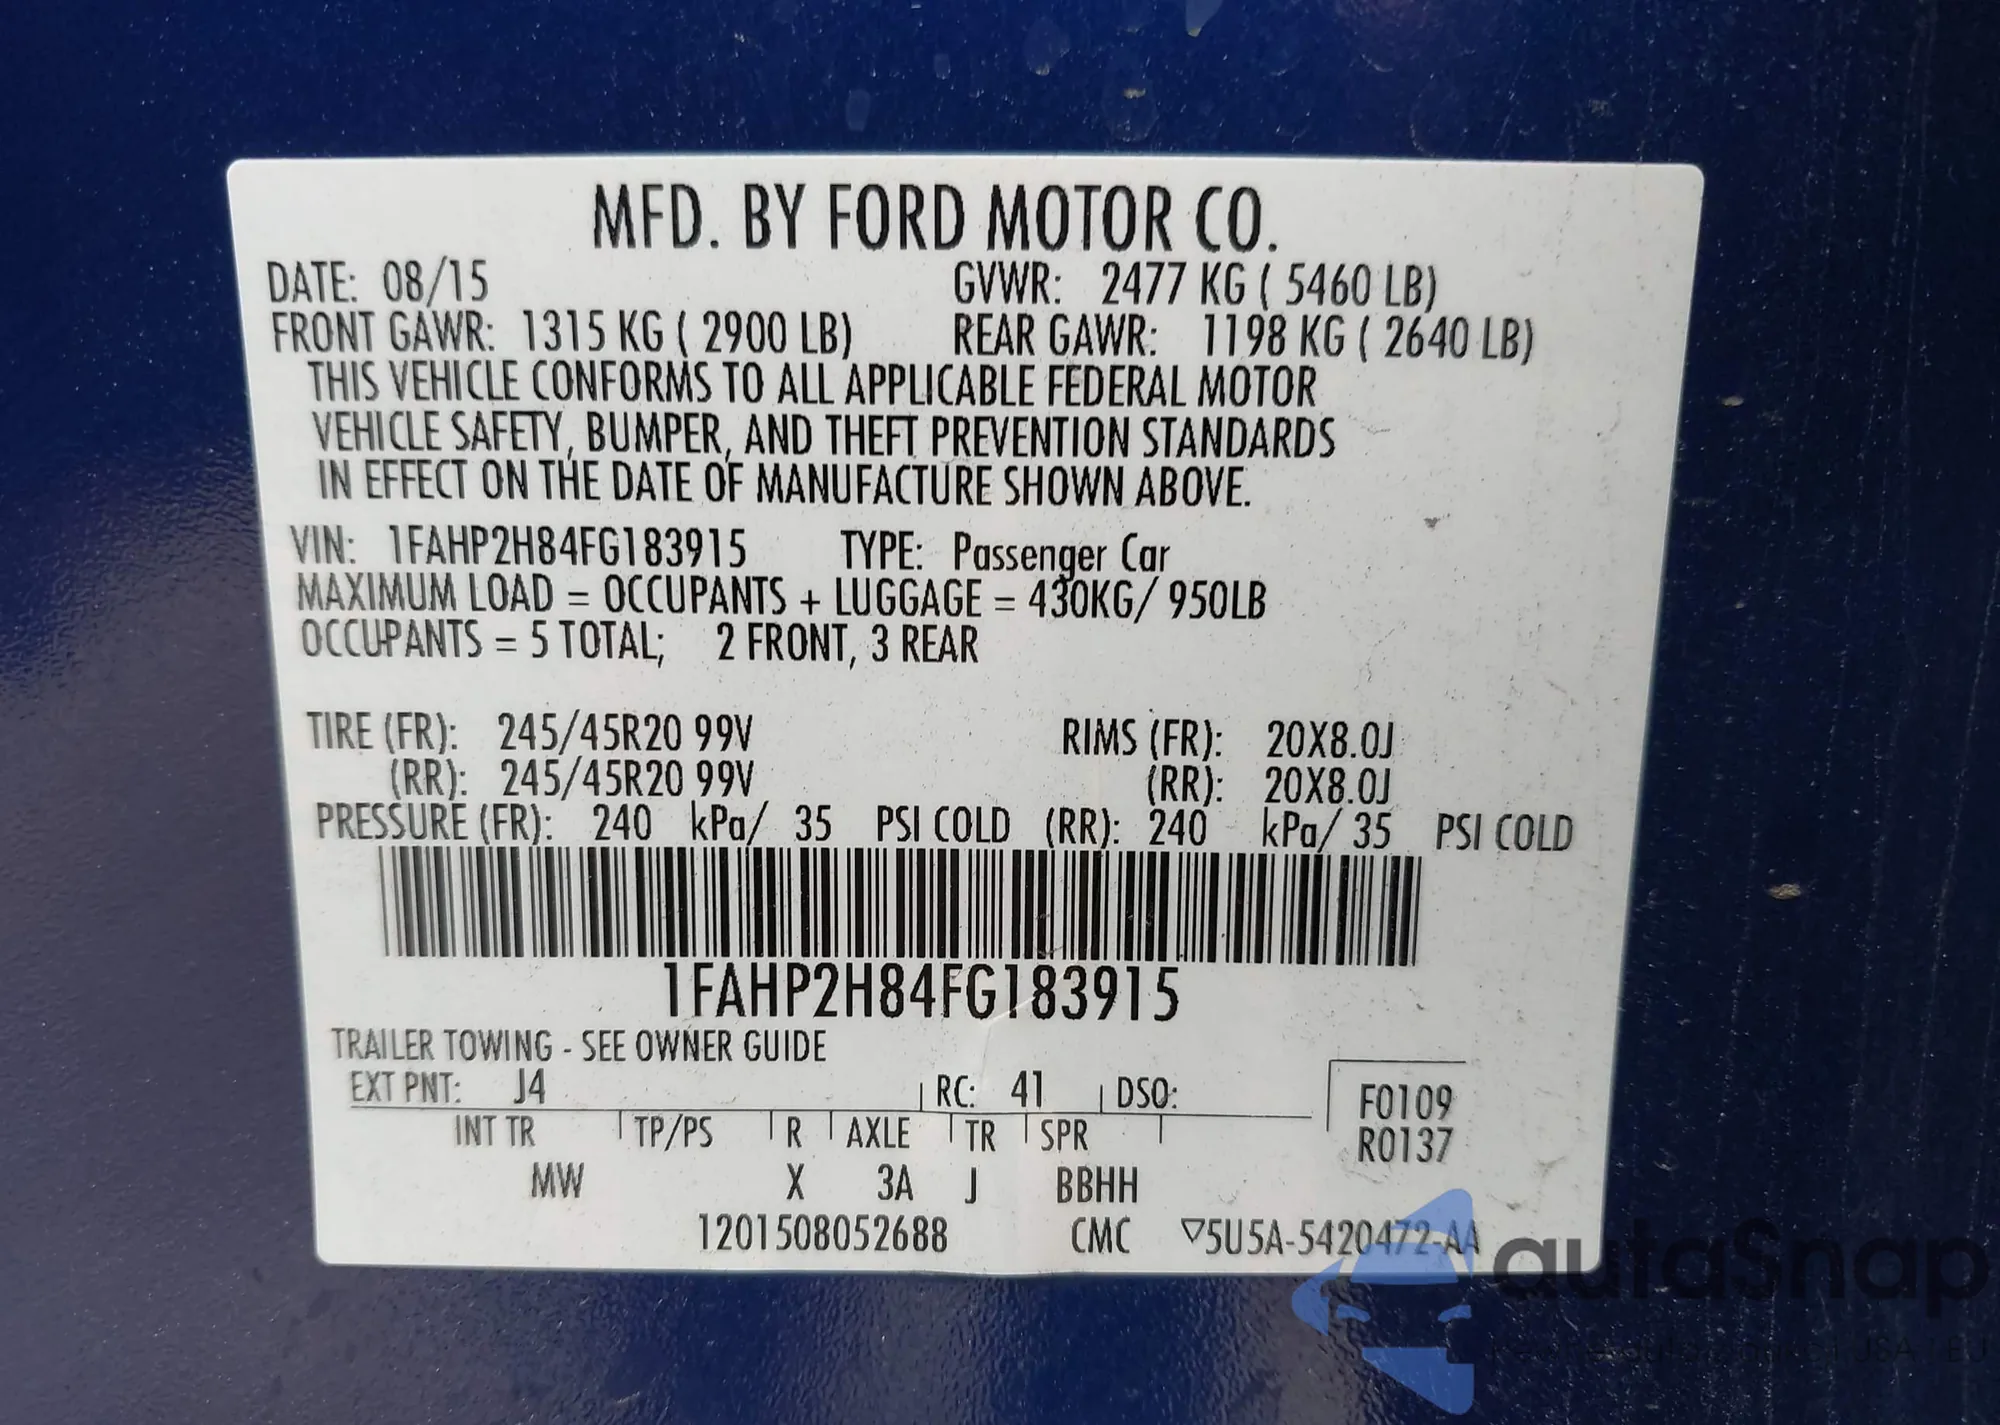 MFD. BY FORD MOTOR CO.
DATE: 08/15 GVWR: 2477 KG ( 5460 LB)
FRONT GAWR: 1315 KG ( 2900 LB) REAR GAWR: 1198 KG ( 2640 LB)
THIS VEHICLE CONFORMS TO ALL APPLICABLE FEDERAL MOTOR
VEHICLE SAFETY, BUMPER, AND THEFT PREVENTION STANDARDS
IN EFFECT ON THE DATE OF MANUFACTURE SHOWN ABOVE.
VIN: 1FAHP2H84FG183915 TYPE: Passenger Car
MAXIMUM LOAD = OCCUPANTS + LUGGAGE = 430KG/ 950LB
OCCUPANTS = 5 TOTAL; 2 FRONT, 3 REAR
TIRE (FR): 245/45R20 99V RIMS (FR): 20X8.0J
(RR): 245/45R20 99V (RR): 20X8.0J
PRESSURE (FR): 240 kPa/ 35 PSI COLD (RR): 240 kPa/ 35 PSI COLD
1FAHP2H84FG183915
TRAILER TOWING - SEE OWNER GUIDE
EXT PNT: J4 RC: 41 DSO: F0109
INT TR TP/PS R AXLE TR SPR R0137
MW X 3A J BBHH
1201508052688 CMC ▽5U5A-5420472-AA
autaSnap